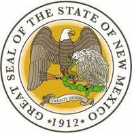 GREAT SEAL OF THE STATE OF NEW MEXICO
•1912•